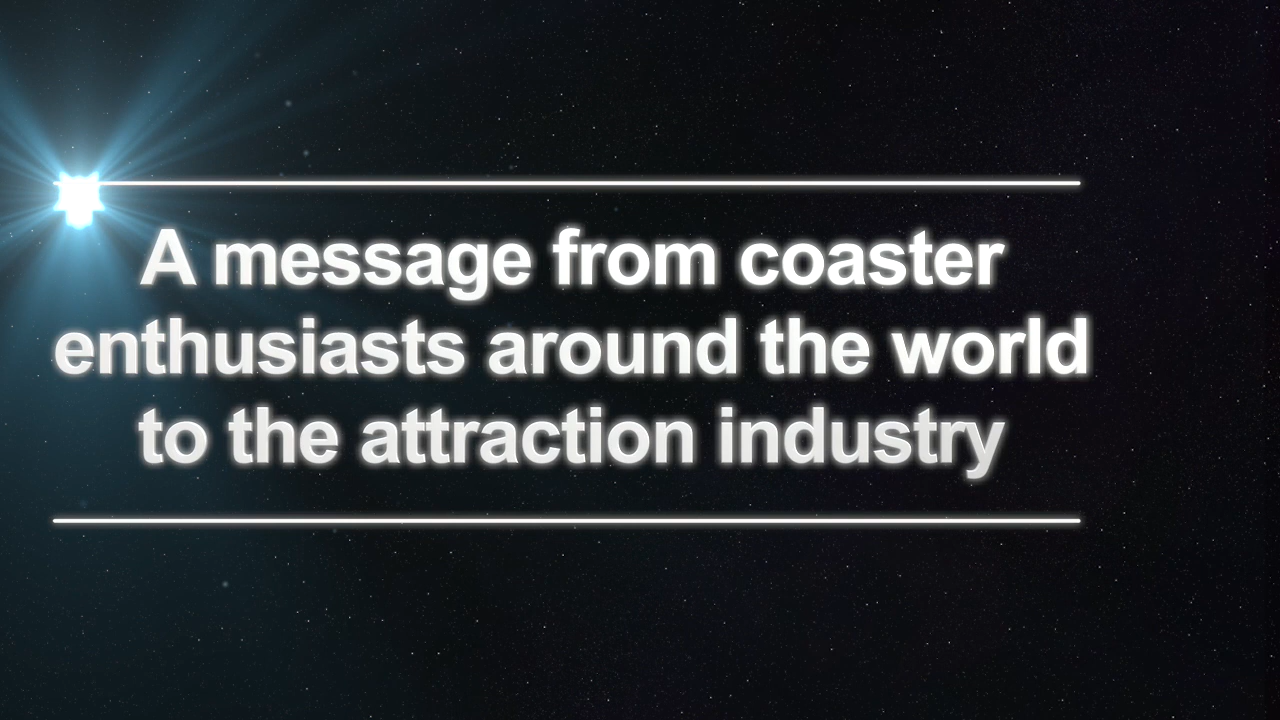 A message from coaster
enthusiasts around the world
to the attraction industry